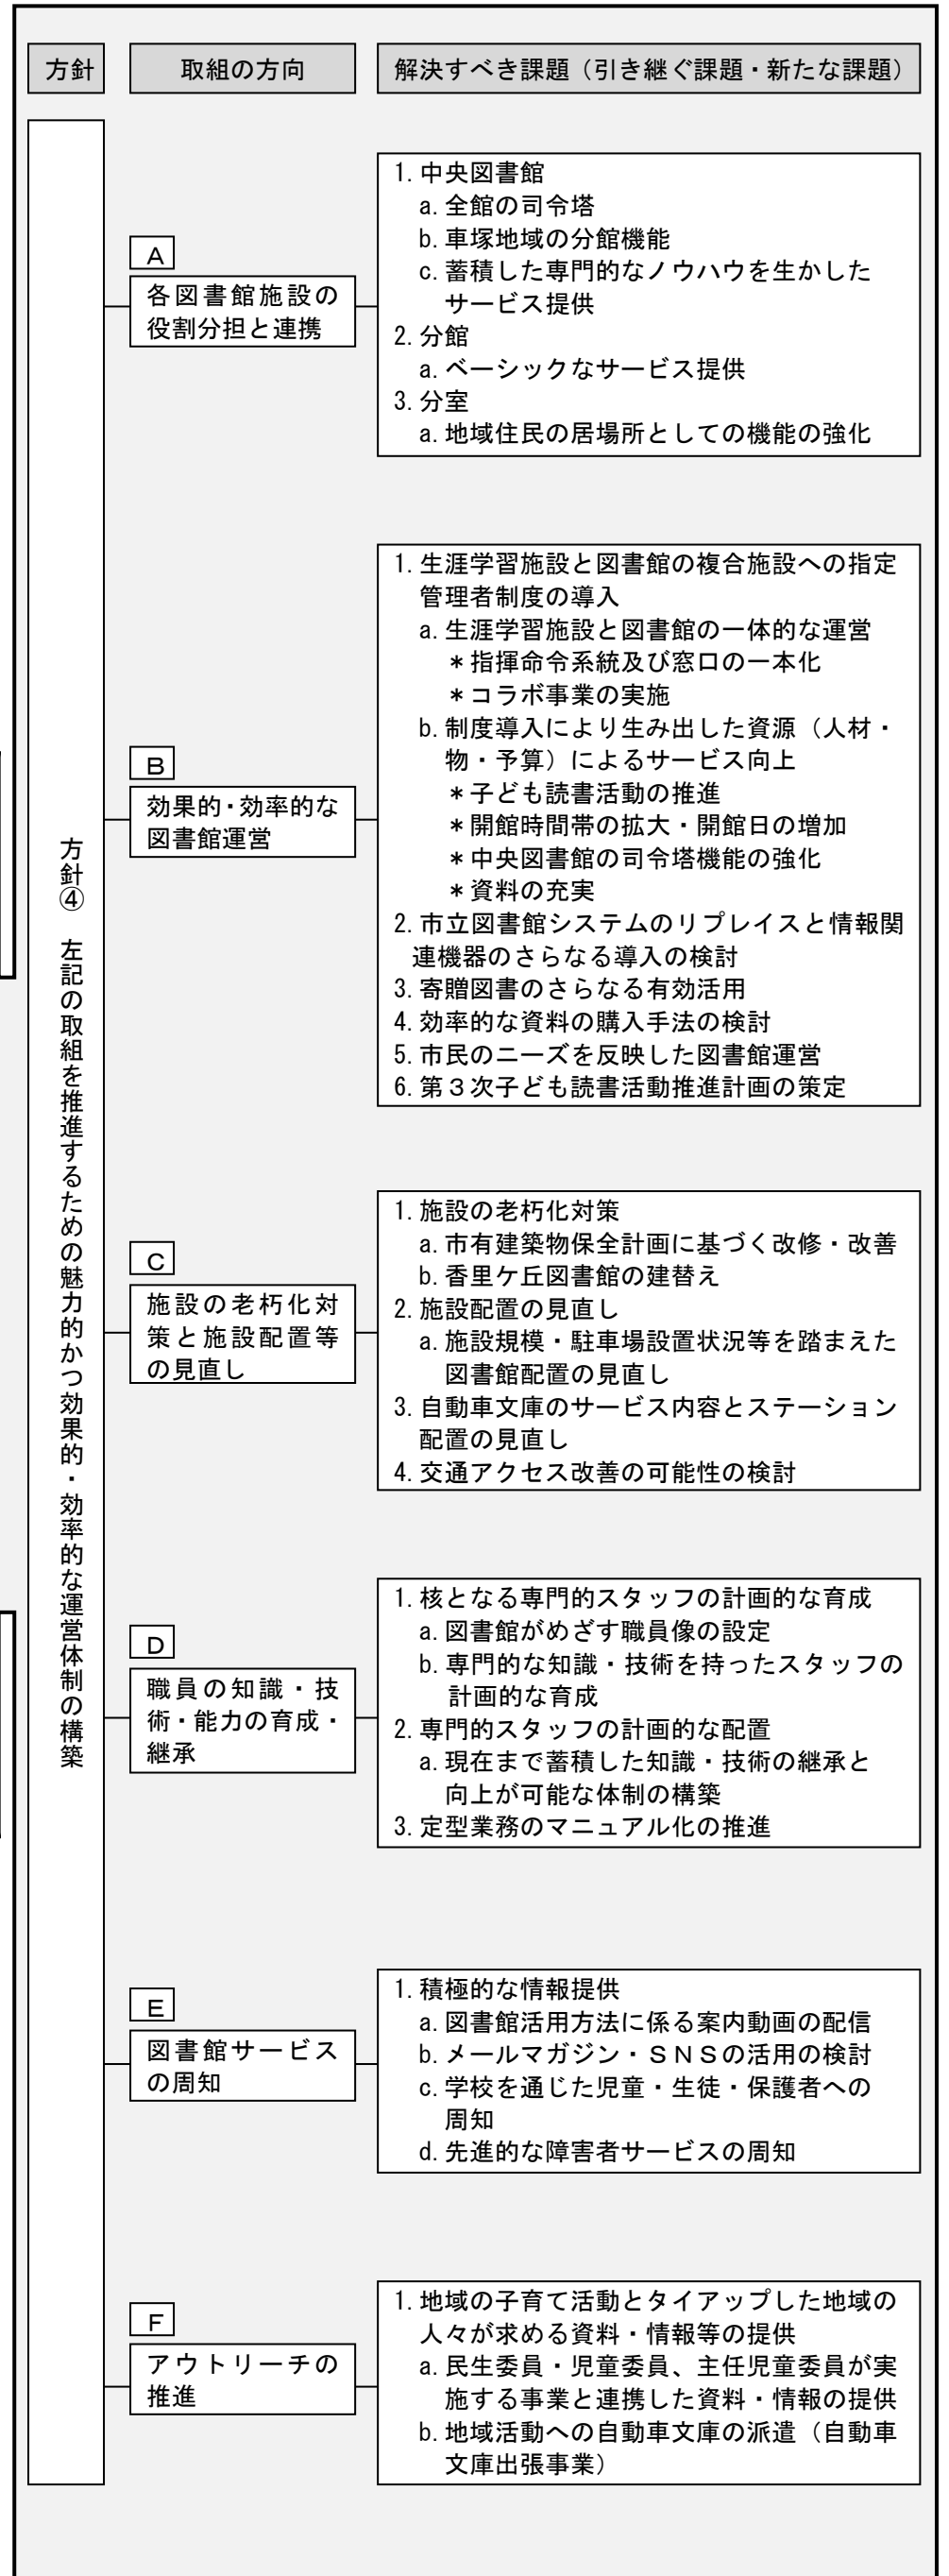 方針
取組の方向
解決すべき課題（引き継ぐ課題・新たな課題）
方針④　左記の取組を推進するための魅力的かつ効果的・効率的な運営体制の構築
A
各図書館施設の
役割分担と連携
1. 中央図書館
a. 全館の司令塔
b. 車塚地域の分館機能
c. 蓄積した専門的なノウハウを生かした
サービス提供
2. 分館
a. ベーシックなサービス提供
3. 分室
a. 地域住民の居場所としての機能の強化
B
効果的・効率的な
図書館運営
1. 生涯学習施設と図書館の複合施設への指定
管理者制度の導入
a. 生涯学習施設と図書館の一体的な運営
＊指揮命令系統及び窓口の一本化
＊コラボ事業の実施
b. 制度導入により生み出した資源（人材・
物・予算）によるサービス向上
＊子ども読書活動の推進
＊開館時間帯の拡大・開館日の増加
＊中央図書館の司令塔機能の強化
＊資料の充実
2. 市立図書館システムのリプレイスと情報関
連機器のさらなる導入の検討
3. 寄贈図書のさらなる有効活用
4. 効率的な資料の購入手法の検討
5. 市民のニーズを反映した図書館運営
6. 第３次子ども読書活動推進計画の策定
C
施設の老朽化対
策と施設配置等
の見直し
1. 施設の老朽化対策
a. 市有建築物保全計画に基づく改修・改善
b. 香里ケ丘図書館の建替え
2. 施設配置の見直し
a. 施設規模・駐車場設置状況等を踏まえた
図書館配置の見直し
3. 自動車文庫のサービス内容とステーション
配置の見直し
4. 交通アクセス改善の可能性の検討
D
職員の知識・技
術・能力の育成・
継承
1. 核となる専門的スタッフの計画的な育成
a. 図書館がめざす職員像の設定
b. 専門的な知識・技術を持ったスタッフの
計画的な育成
2. 専門的スタッフの計画的な配置
a. 現在まで蓄積した知識・技術の継承と
向上が可能な体制の構築
3. 定型業務のマニュアル化の推進
E
図書館サービス
の周知
1. 積極的な情報提供
a. 図書館活用方法に係る案内動画の配信
b. メールマガジン・ＳＮＳの活用の検討
c. 学校を通じた児童・生徒・保護者への
周知
d. 先進的な障害者サービスの周知
F
アウトリーチの
推進
1. 地域の子育て活動とタイアップした地域の
人々が求める資料・情報等の提供
a. 民生委員・児童委員、主任児童委員が実
施する事業と連携した資料・情報の提供
b. 地域活動への自動車文庫の派遣（自動車
文庫出張事業）